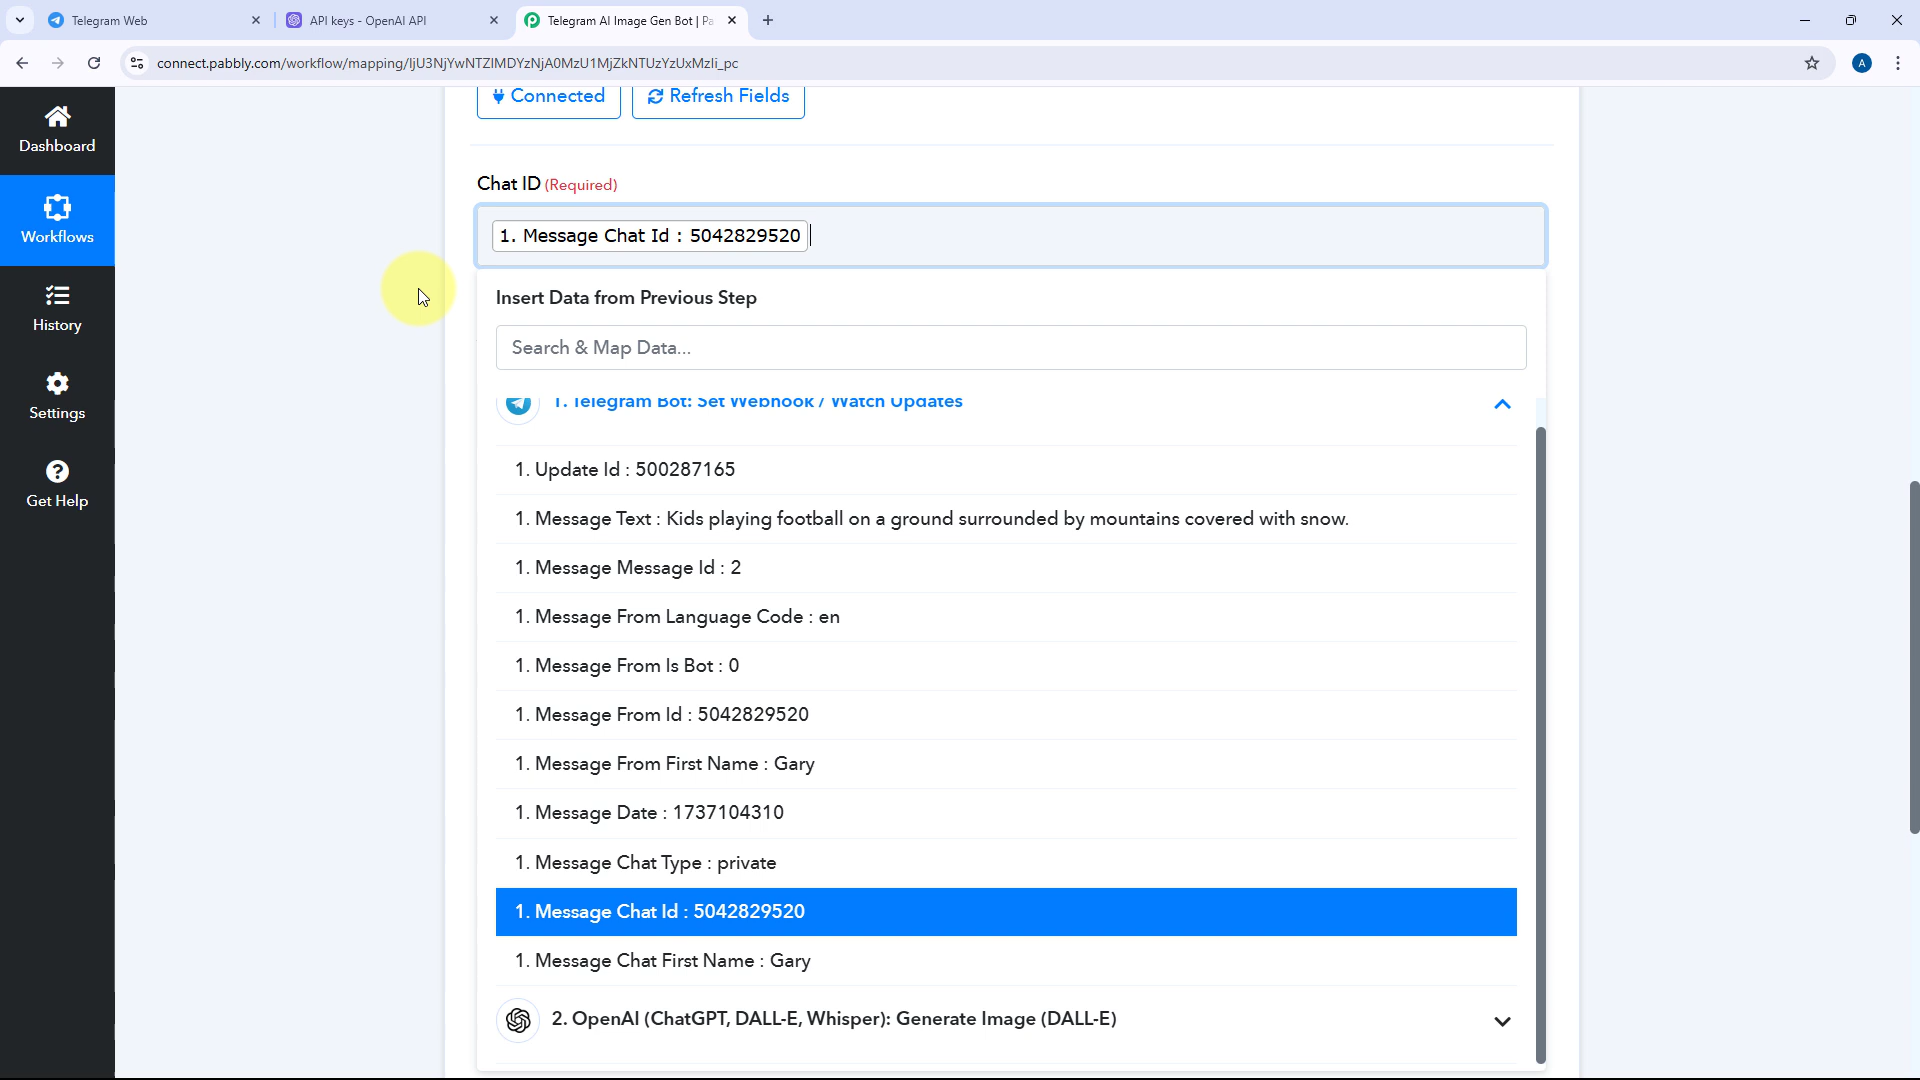 Telegram Web
API keys - OpenAI API
Telegram AI Image Gen Bot | Pa
connect.pabbly.com/workflow/mapping/IjU3NjYwNTZlMDYzNjA0MzU1MjZkNTUzYzUxMzIi_pc
A
Connected
Refresh Fields
Dashboard
Workflows
History
Settings
Get Help
Chat ID (Required)
1. Message Chat Id : 5042829520
Insert Data from Previous Step
Search & Map Data...
1. Telegram Bot: Set Webhook / Watch Updates
1. Update Id : 500287165
1. Message Text : Kids playing football on a ground surrounded by mountains covered with snow.
1. Message Message Id : 2
1. Message From Language Code : en
1. Message From Is Bot : 0
1. Message From Id : 5042829520
1. Message From First Name : Gary
1. Message Date : 1737104310
1. Message Chat Type : private
1. Message Chat Id : 5042829520
1. Message Chat First Name : Gary
2. OpenAI (ChatGPT, DALL-E, Whisper): Generate Image (DALL-E)